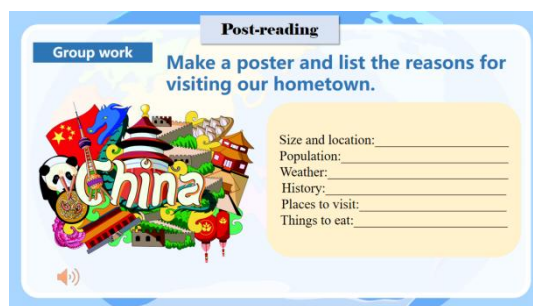 Post-reading
Group work
Make a poster and list the reasons for
visiting our hometown.
China
Size and location:
Population:
Weather:
History:
Places to visit:
Things to eat: